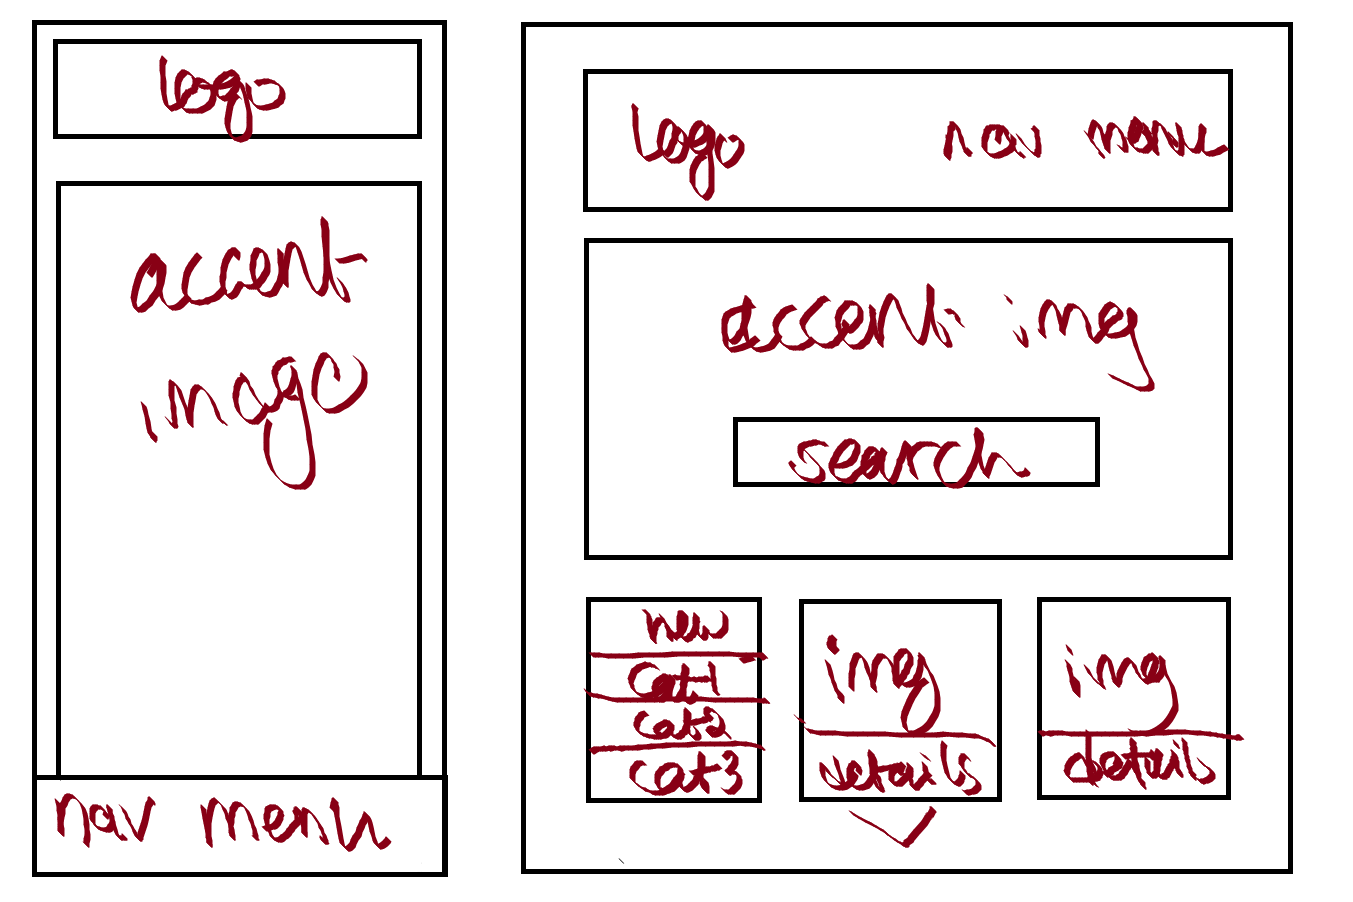 logo
accent
image
nav menu
logo nav menu
accent img
search
new
cat1
cat2
cat3
img
details
img
details